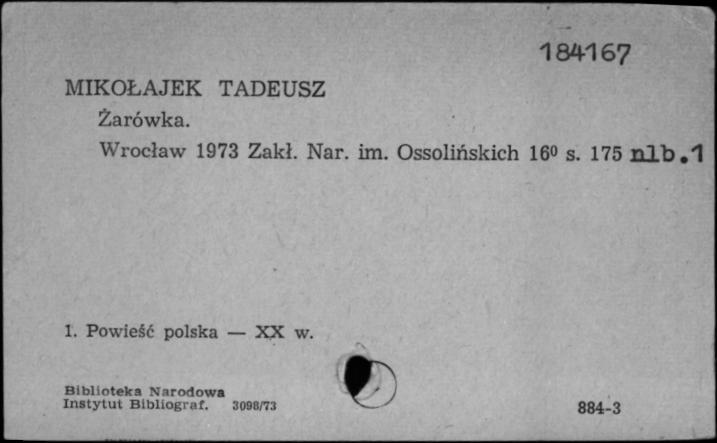 184167
MIKOŁAJEK TADEUSZ
Żarówka.
Wrocław 1973 Zakł. Nar. im. Ossolińskich 16⁰ s. 175 nlb.1
1. Powieść polska — XX w.
Biblioteka Narodowa
Instytut Bibliograf. 3098/73
884-3